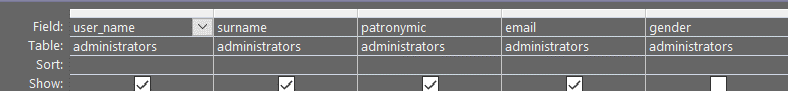 Field: user_name surname patronymic email gender
Table: administrators administrators administrators administrators administrators
Sort:
Show: